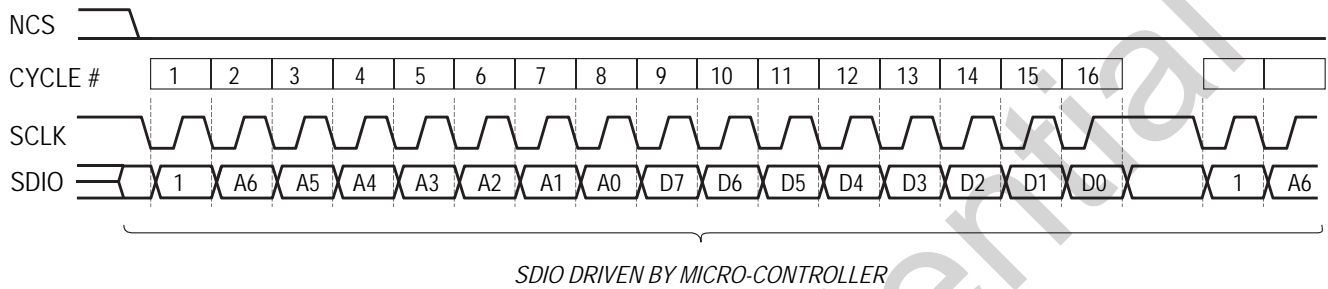 NCS
CYCLE # 1 2 3 4 5 6 7 8 9 10 11 12 13 14 15 16
SCLK
SDIO 1 A6 A5 A4 A3 A2 A1 A0 D7 D6 D5 D4 D3 D2 D1 D0 1 A6
SDIO DRIVEN BY MICRO-CONTROLLER
ential